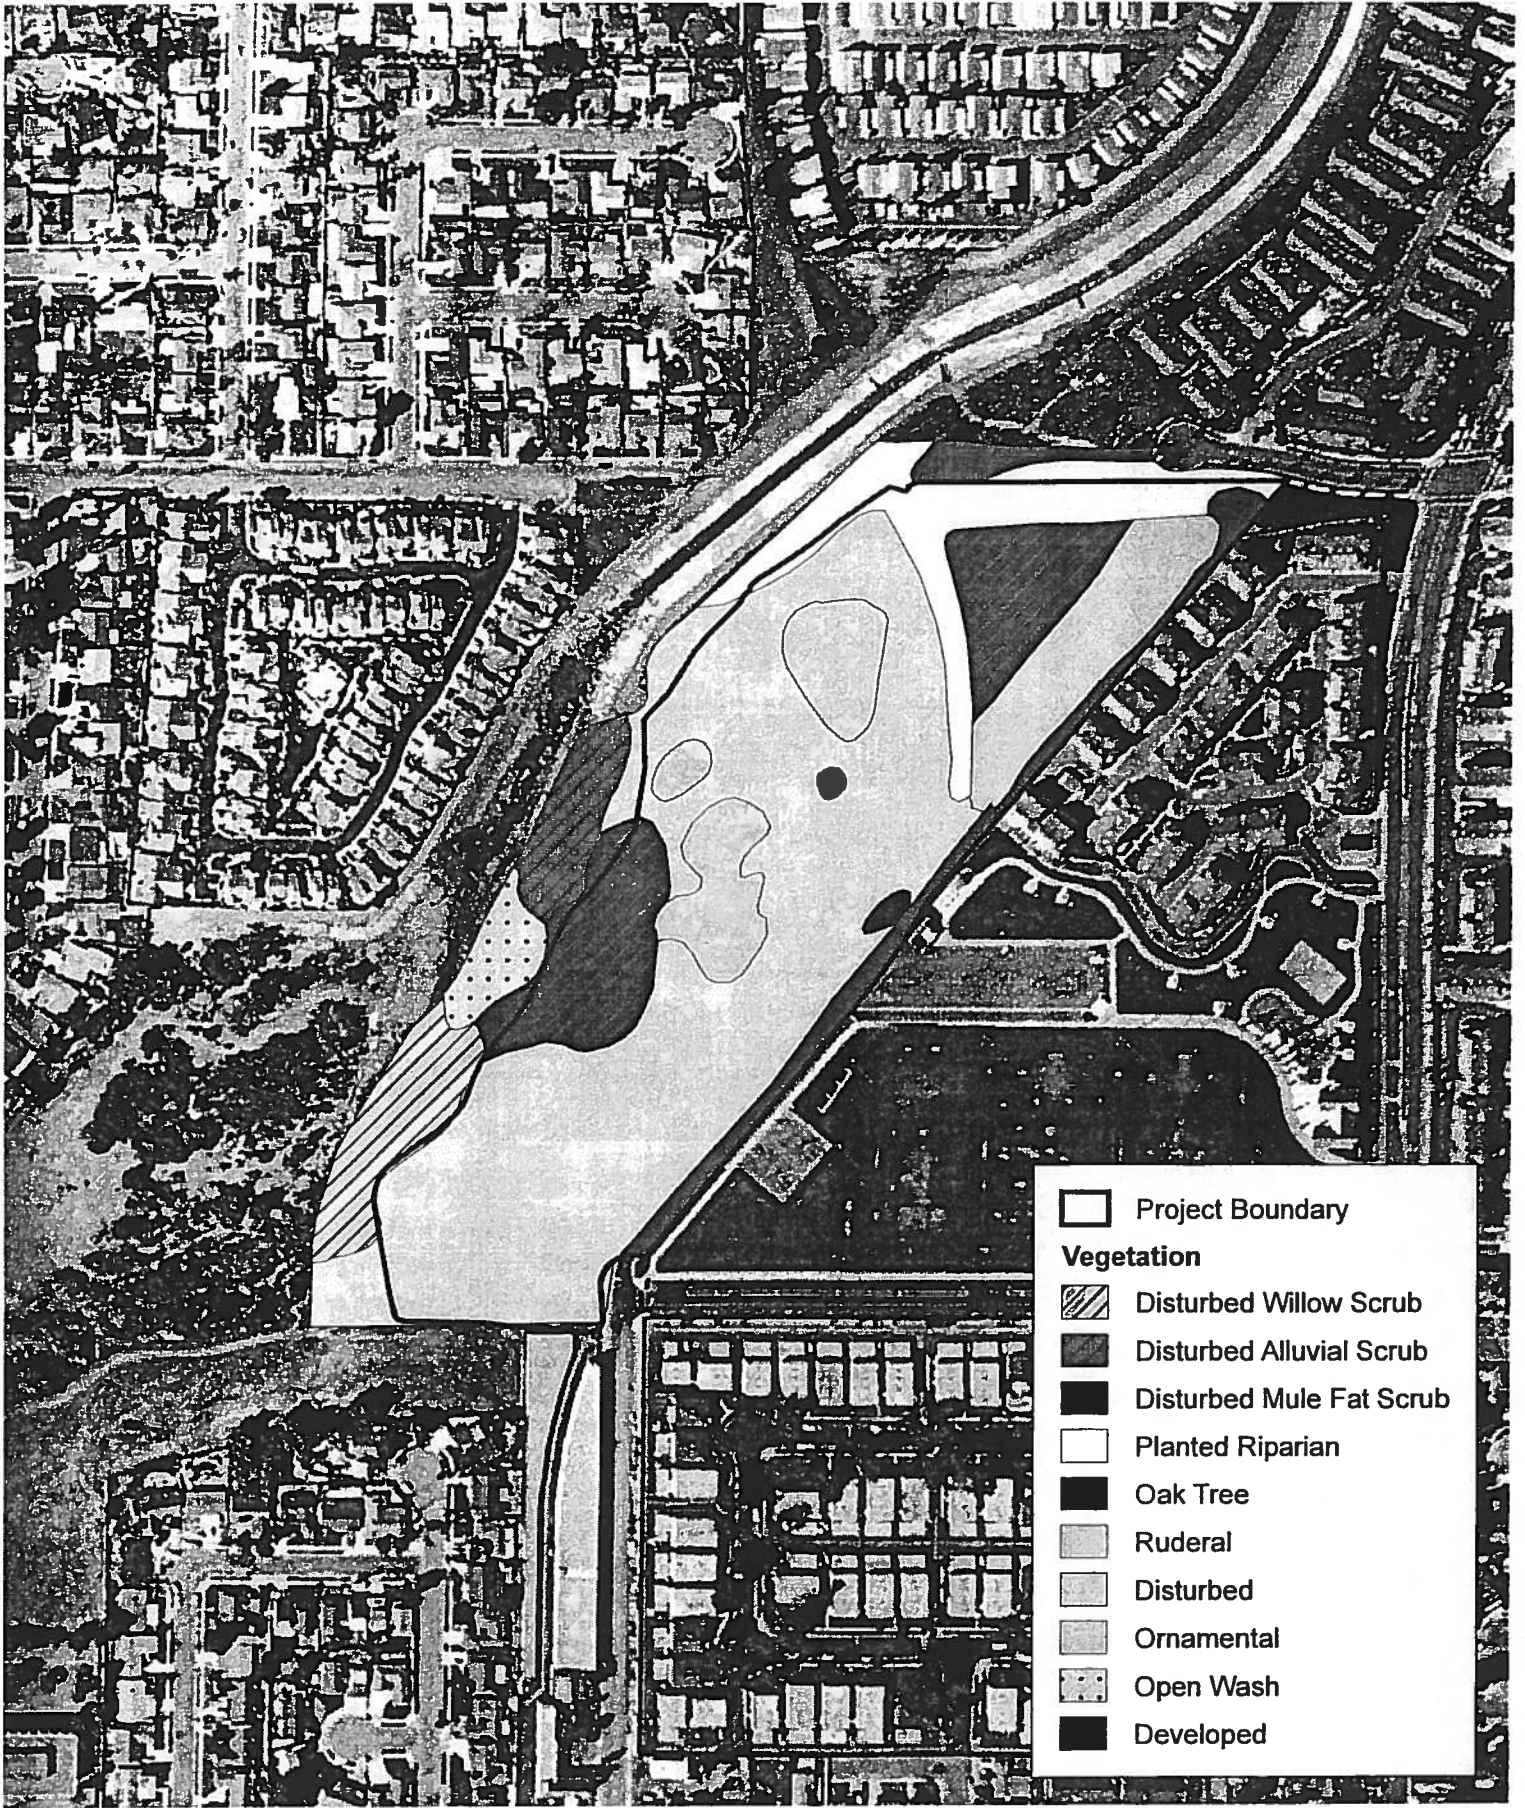 Project Boundary
Vegetation
Disturbed Willow Scrub
Disturbed Alluvial Scrub
Disturbed Mule Fat Scrub
Planted Riparian
Oak Tree
Ruderal
Disturbed
Ornamental
Open Wash
Developed